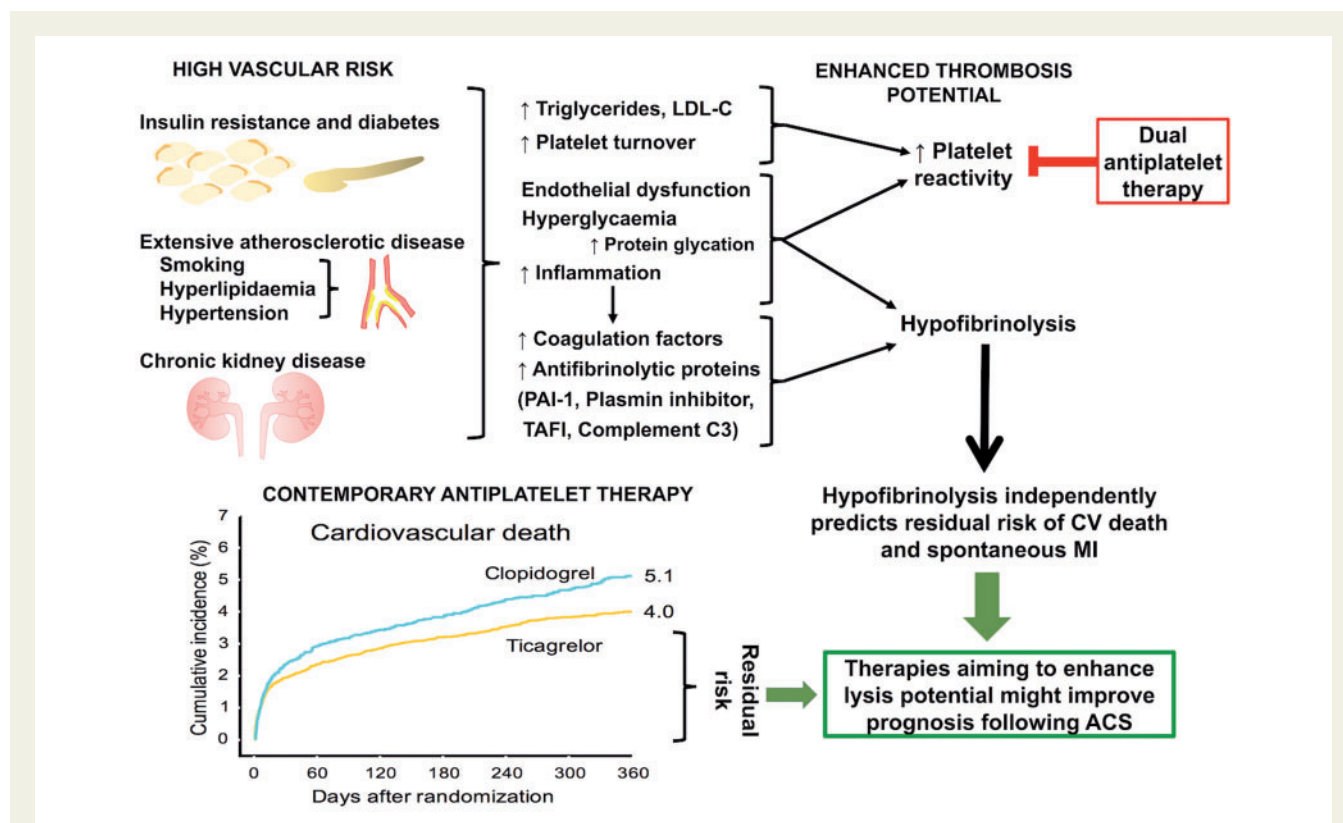 HIGH VASCULAR RISK
Insulin resistance and diabetes
Extensive atherosclerotic disease
Smoking
Hyperlipidaemia
Hypertension
Chronic kidney disease
↑ Triglycerides, LDL-C
↑ Platelet turnover
Endothelial dysfunction
Hyperglycaemia
↑ Protein glycation
↑ Inflammation
↑ Coagulation factors
↑ Antifibrinolytic proteins
(PAI-1, Plasmin inhibitor,
TAFI, Complement C3)
ENHANCED THROMBOSIS
POTENTIAL
↑ Platelet
reactivity
Dual
antiplatelet
therapy
Hypofibrinolysis
Hypofibrinolysis independently
predicts residual risk of CV death
and spontaneous MI
Therapies aiming to enhance
lysis potential might improve
prognosis following ACS
CONTEMPORARY ANTIPLATELET THERAPY
Cardiovascular death
Cumulative incidence (%)
7
6
5
4
3
2
1
0
Clopidogrel
5.1
4.0
Ticagrelor
Residual
risk
0 60 120 180 240 300 360
Days after randomization